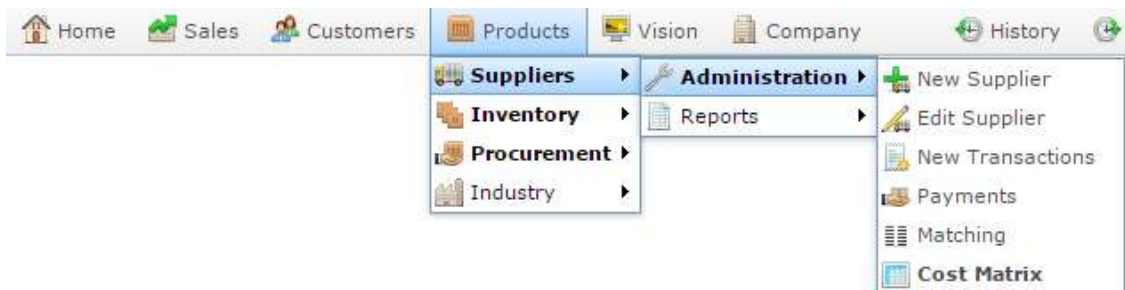 Home Sales Customers Products Vision Company History
Suppliers Administration New Supplier
Inventory Reports Edit Supplier
Procurement New Transactions
Industry Payments
Matching
Cost Matrix